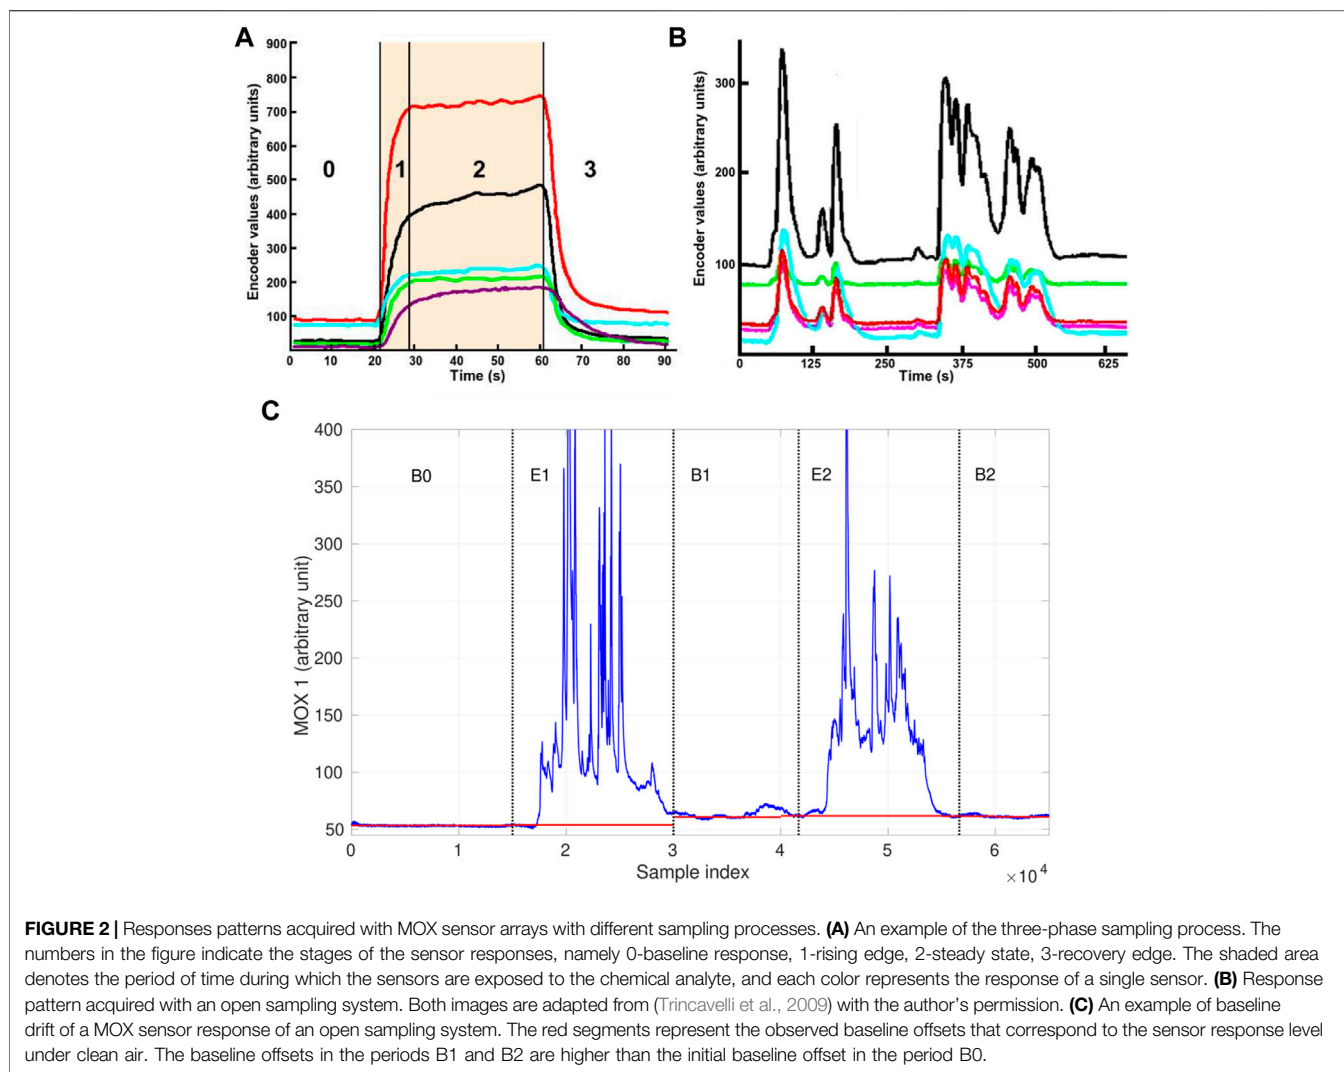 A
900
800
700
600
500
400
300
200
100
Encoder values (arbitrary units)
0
1
2
3
0 10 20 30 40 50 60 70 80 90
Time (s)
B
300
200
100
Encoder values (arbitrary units)
0 125 250 375 500 625
Time (s)
C
400
350
300
250
200
150
100
50
MOX 1 (arbitrary unit)
B0 E1 B1 E2 B2
0 1 2 3 4 5 6
Sample index
×10^4
FIGURE 2 | Responses patterns acquired with MOX sensor arrays with different sampling processes. (A) An example of the three-phase sampling process. The
numbers in the figure indicate the stages of the sensor responses, namely 0-baseline response, 1-rising edge, 2-steady state, 3-recovery edge. The shaded area
denotes the period of time during which the sensors are exposed to the chemical analyte, and each color represents the response of a single sensor. (B) Response
pattern acquired with an open sampling system. Both images are adapted from (Trincavelli et al., 2009) with the author's permission. (C) An example of baseline
drift of a MOX sensor response of an open sampling system. The red segments represent the observed baseline offsets that correspond to the sensor response level
under clean air. The baseline offsets in the periods B1 and B2 are higher than the initial baseline offset in the period B0.